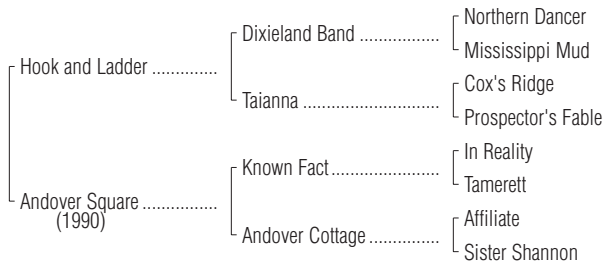 Northern Dancer
Dixieland Band ................
Mississippi Mud
Hook and Ladder .............
Cox's Ridge
Taianna ...........................
Prospector's Fable
In Reality
Known Fact.....................
Tamerett
Andover Square ...............
(1990)
Affiliate
Andover Cottage ..............
Sister Shannon